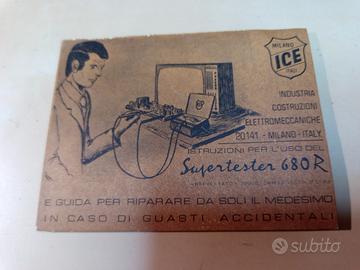 MILANO
ICE
ITALY
INDUSTRIA
COSTRUZIONI
ELETTROMECCANICHE
20141 - MILANO - ITALY
ISTRUZIONI PER L'USO DEL
Supertester 680 R
E GUIDA PER RIPARARE DA SOLI IL MEDESIMO
IN CASO DI GUASTI ACCIDENTALI
subito